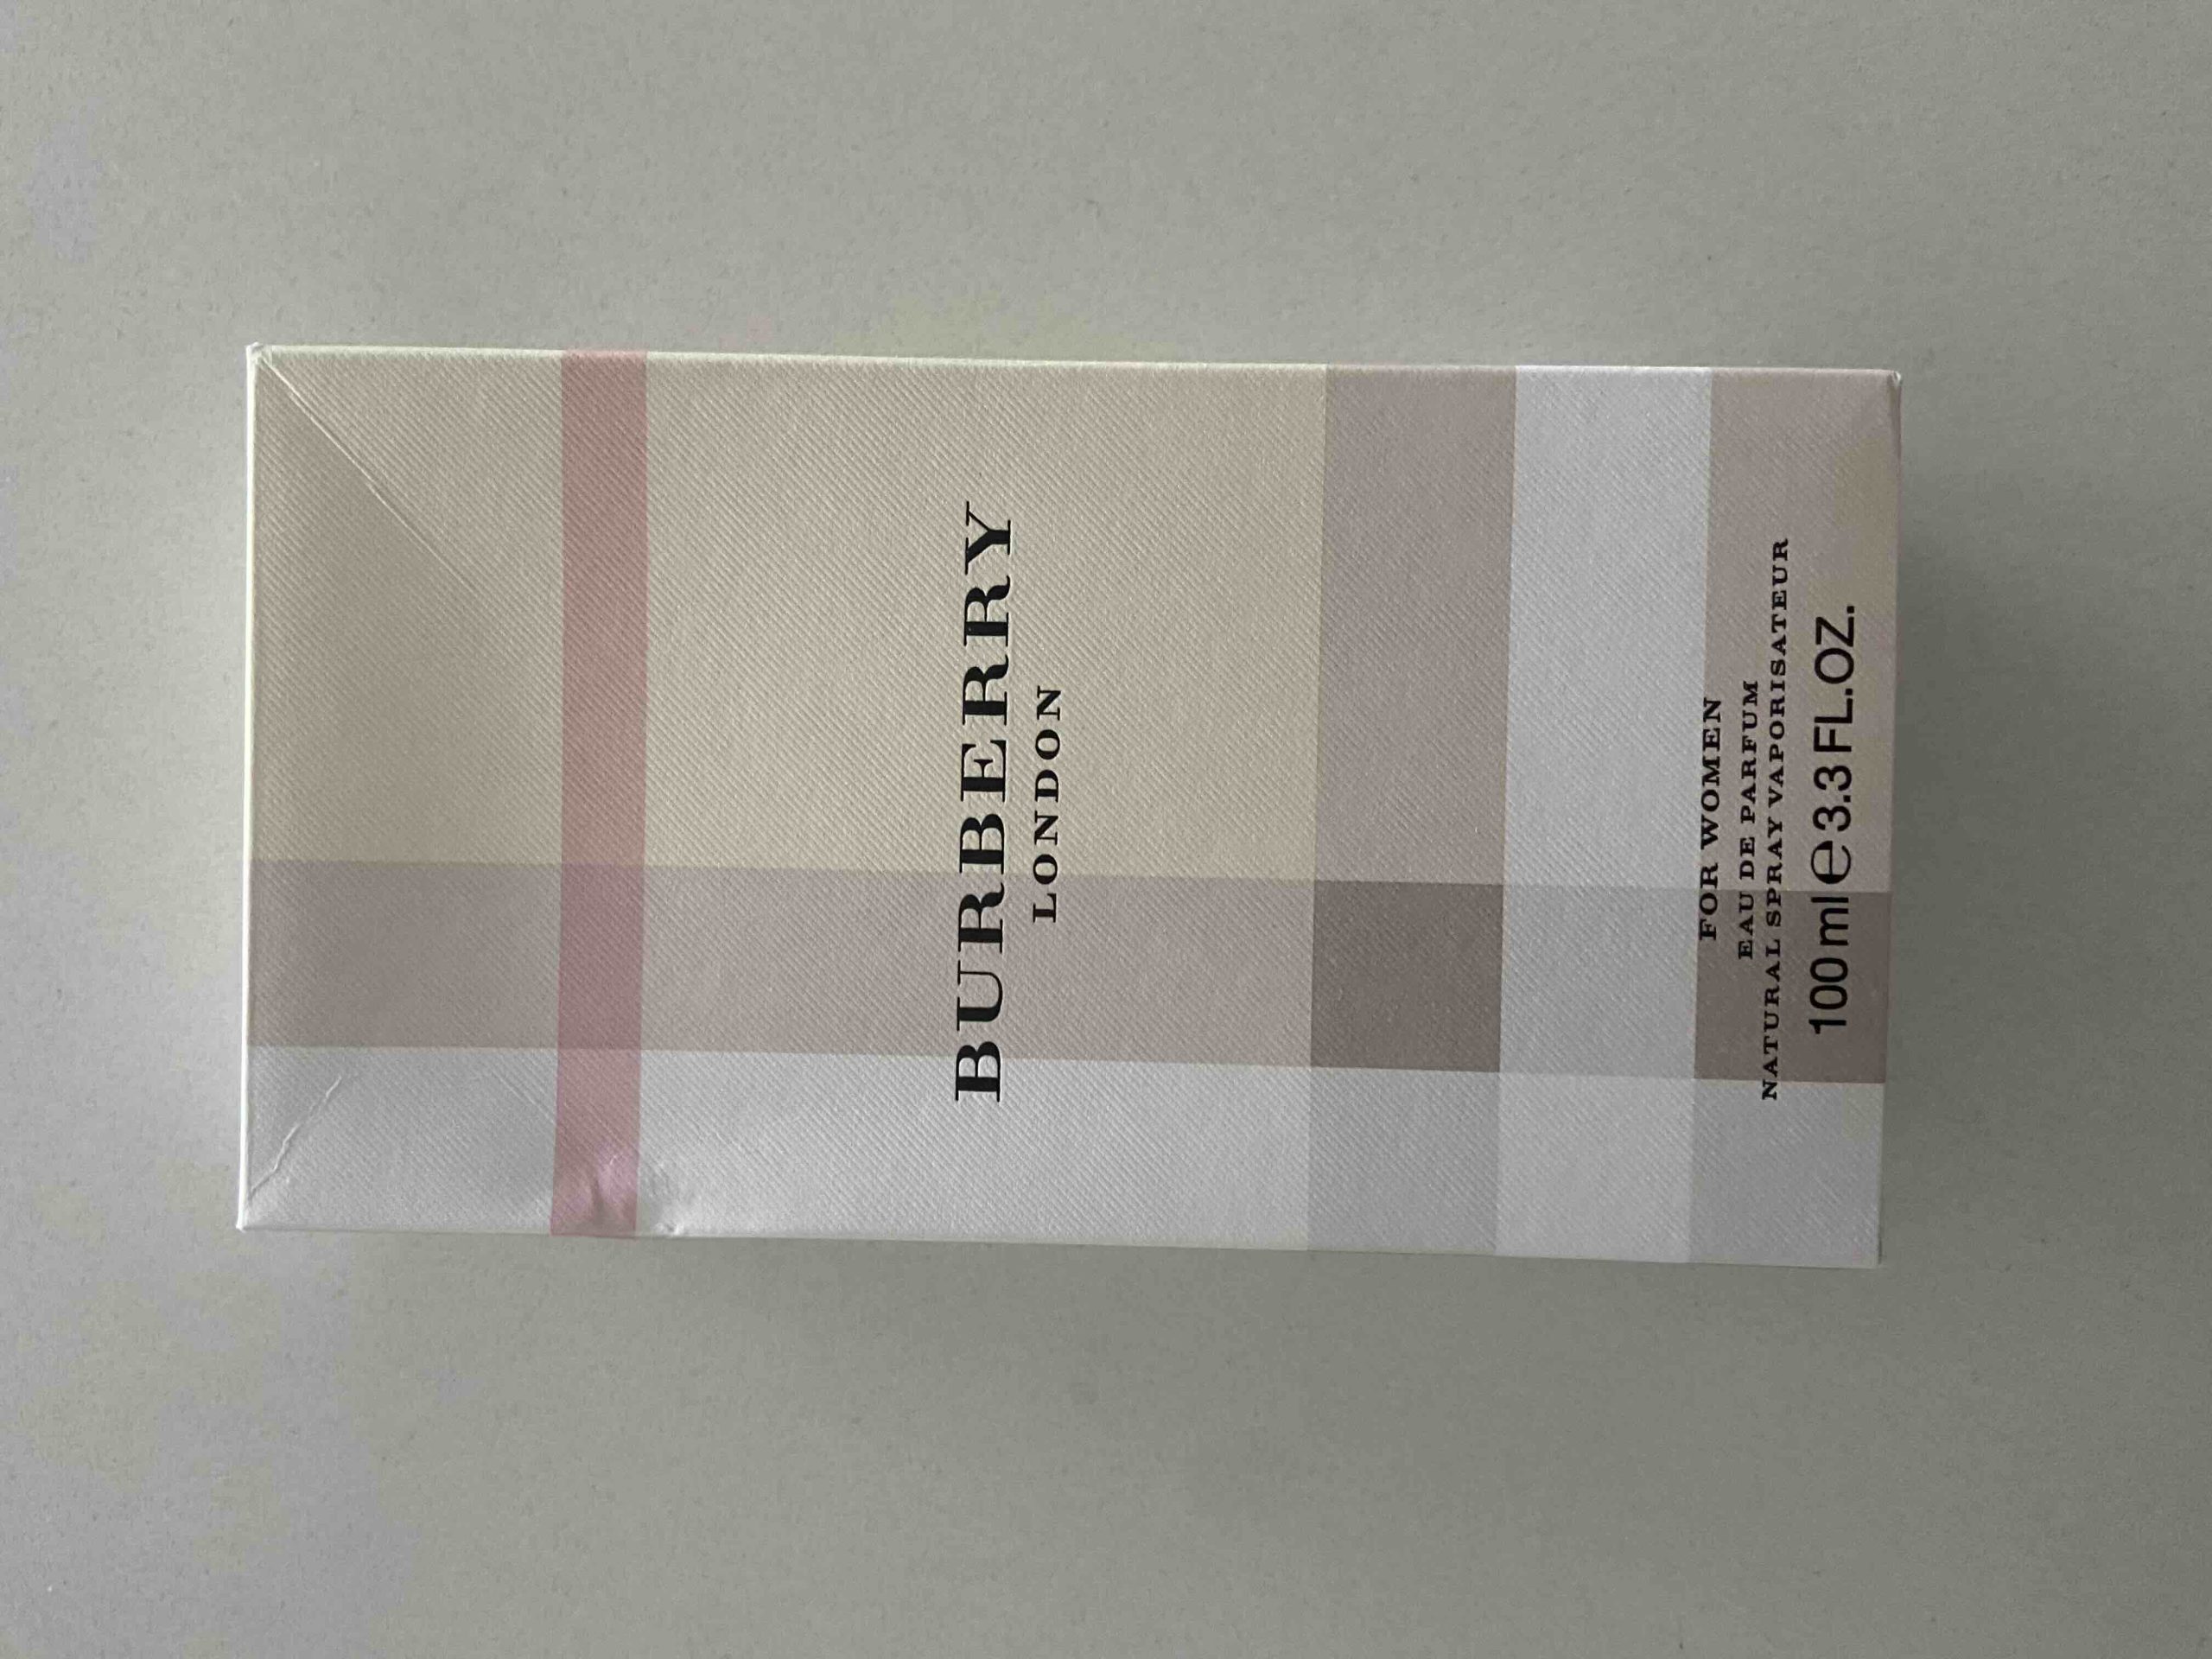 BURBERRY
LONDON
FOR WOMEN
EAU DE PARFUM
NATURAL SPRAY VAPORISATEUR
100 ml ℮ 3.3 FL.OZ.